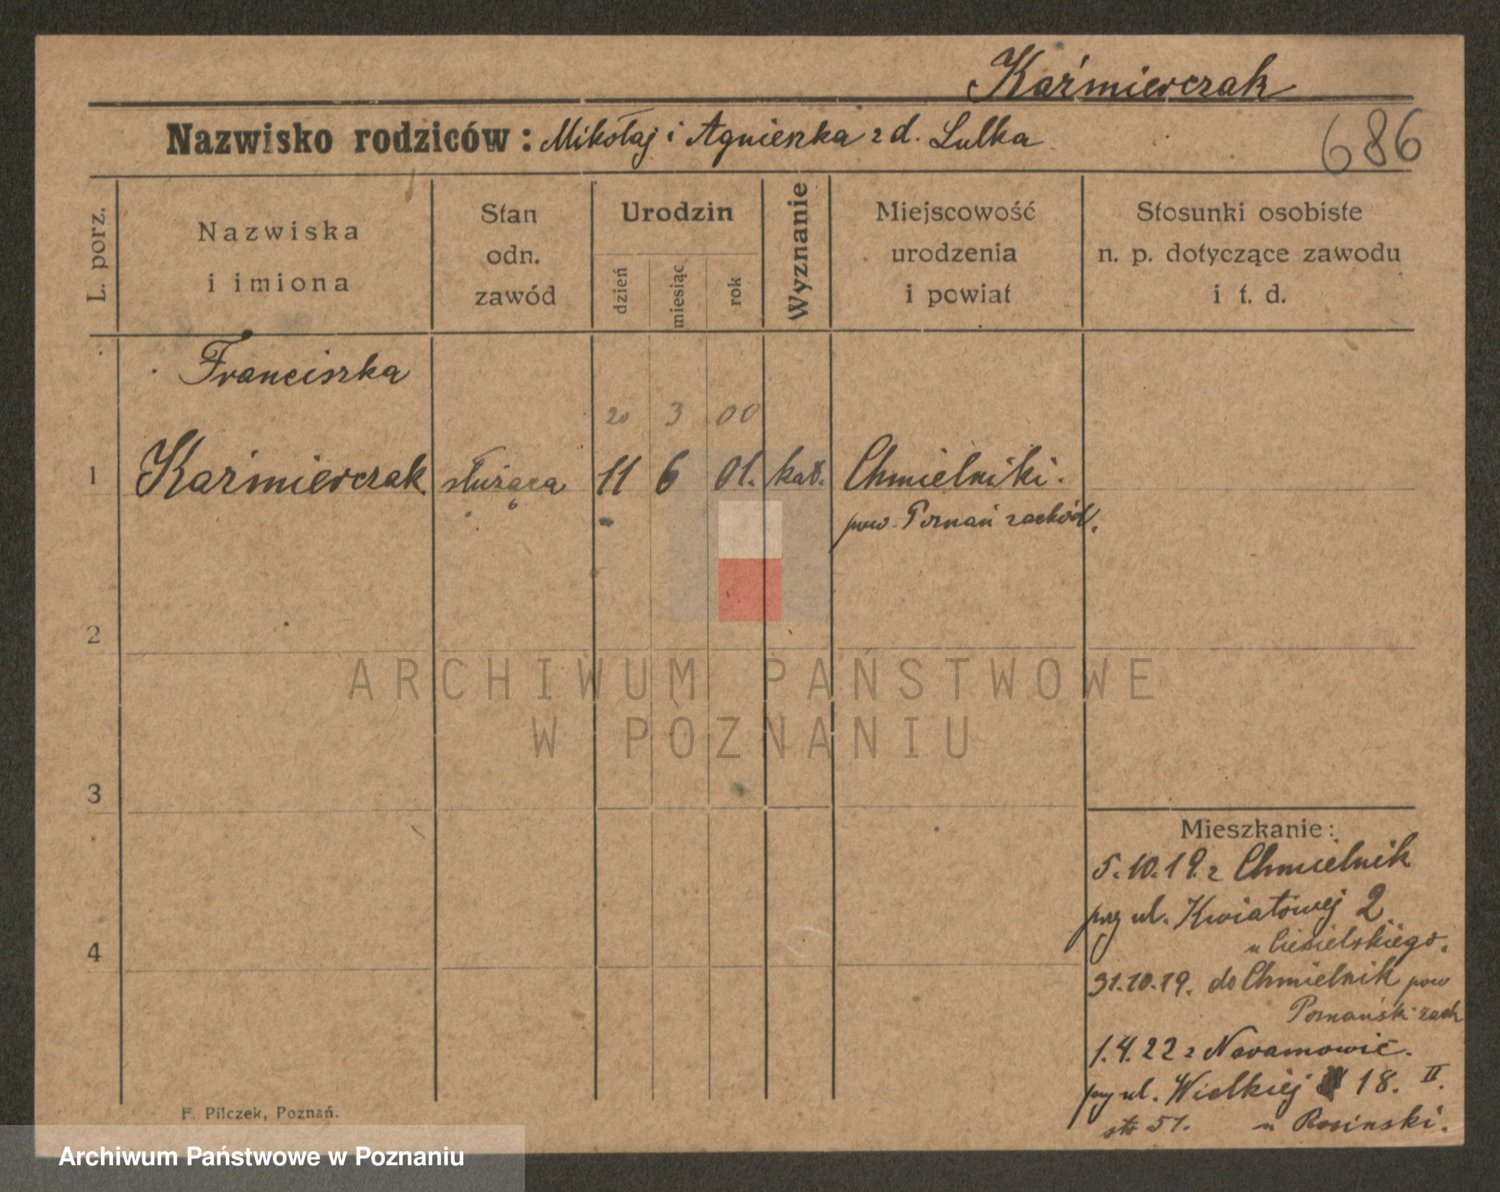 Kaźmierczak
Nazwisko rodziców: Mikołaj i Agnieszka z d. Lulka
686
L. porz.
Nazwiska
i imiona
Stan
odn.
zawód
Urodzin
dzień
miesiąc
rok
Wyznanie
Miejscowość
urodzenia
i powiat
Stosunki osobiste
n. p. dotyczące zawodu
i t. d.
Franciszka
20 3 00
1 Kaźmierczak służąca 11 6 01. kat. Chmielniki.
pow. Poznań zachód.
2
3
4
Mieszkanie:
5.10.19. z Chmielnik
przy ul. Kwiatowej 2
u Ciesielskiego.
31.10.19. do Chmielnik pow
Poznański zach
1.4.22 z
przy ul. Wielkiej 18. II.
str 51. u Rosinski.
F. Pilczek, Poznań.
ARCHIWUM PAŃSTWOWE
W POZNANIU
Archiwum Państwowe w Poznaniu